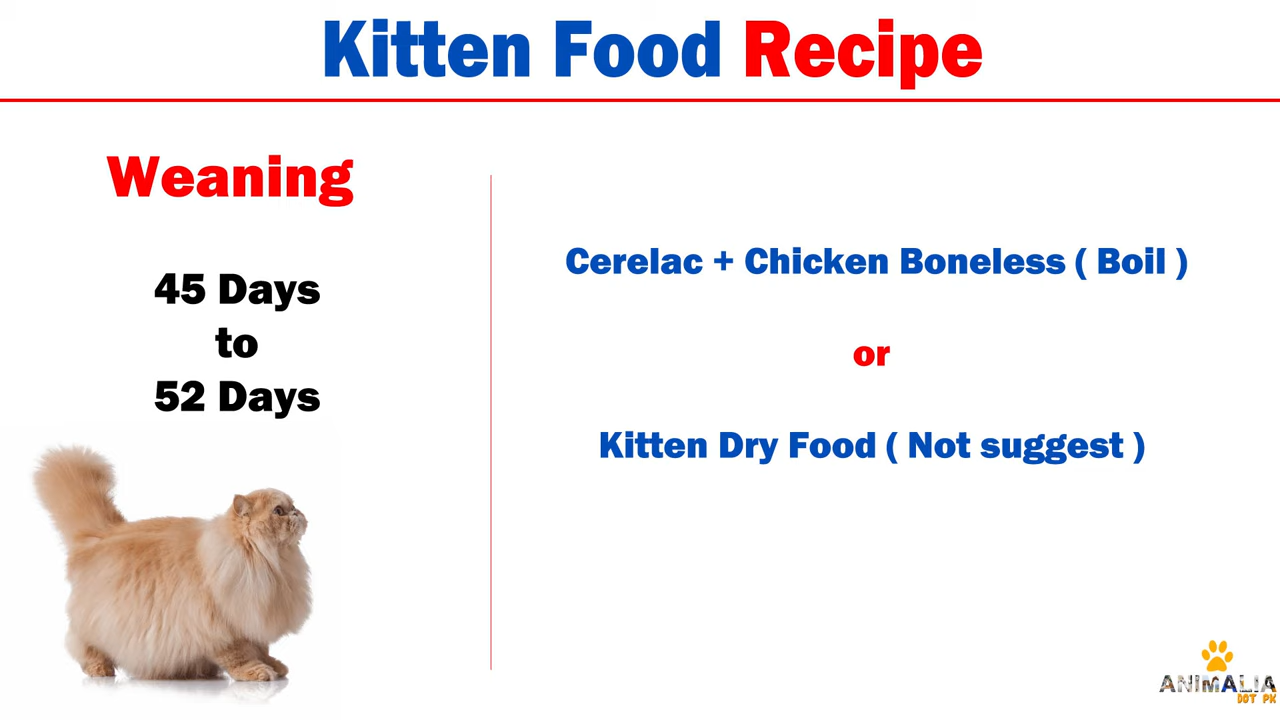 Kitten Food Recipe
Weaning
45 Days
to
52 Days
Cerelac + Chicken Boneless ( Boil )
or
Kitten Dry Food ( Not suggest )
ANIMALIA
DOT PK